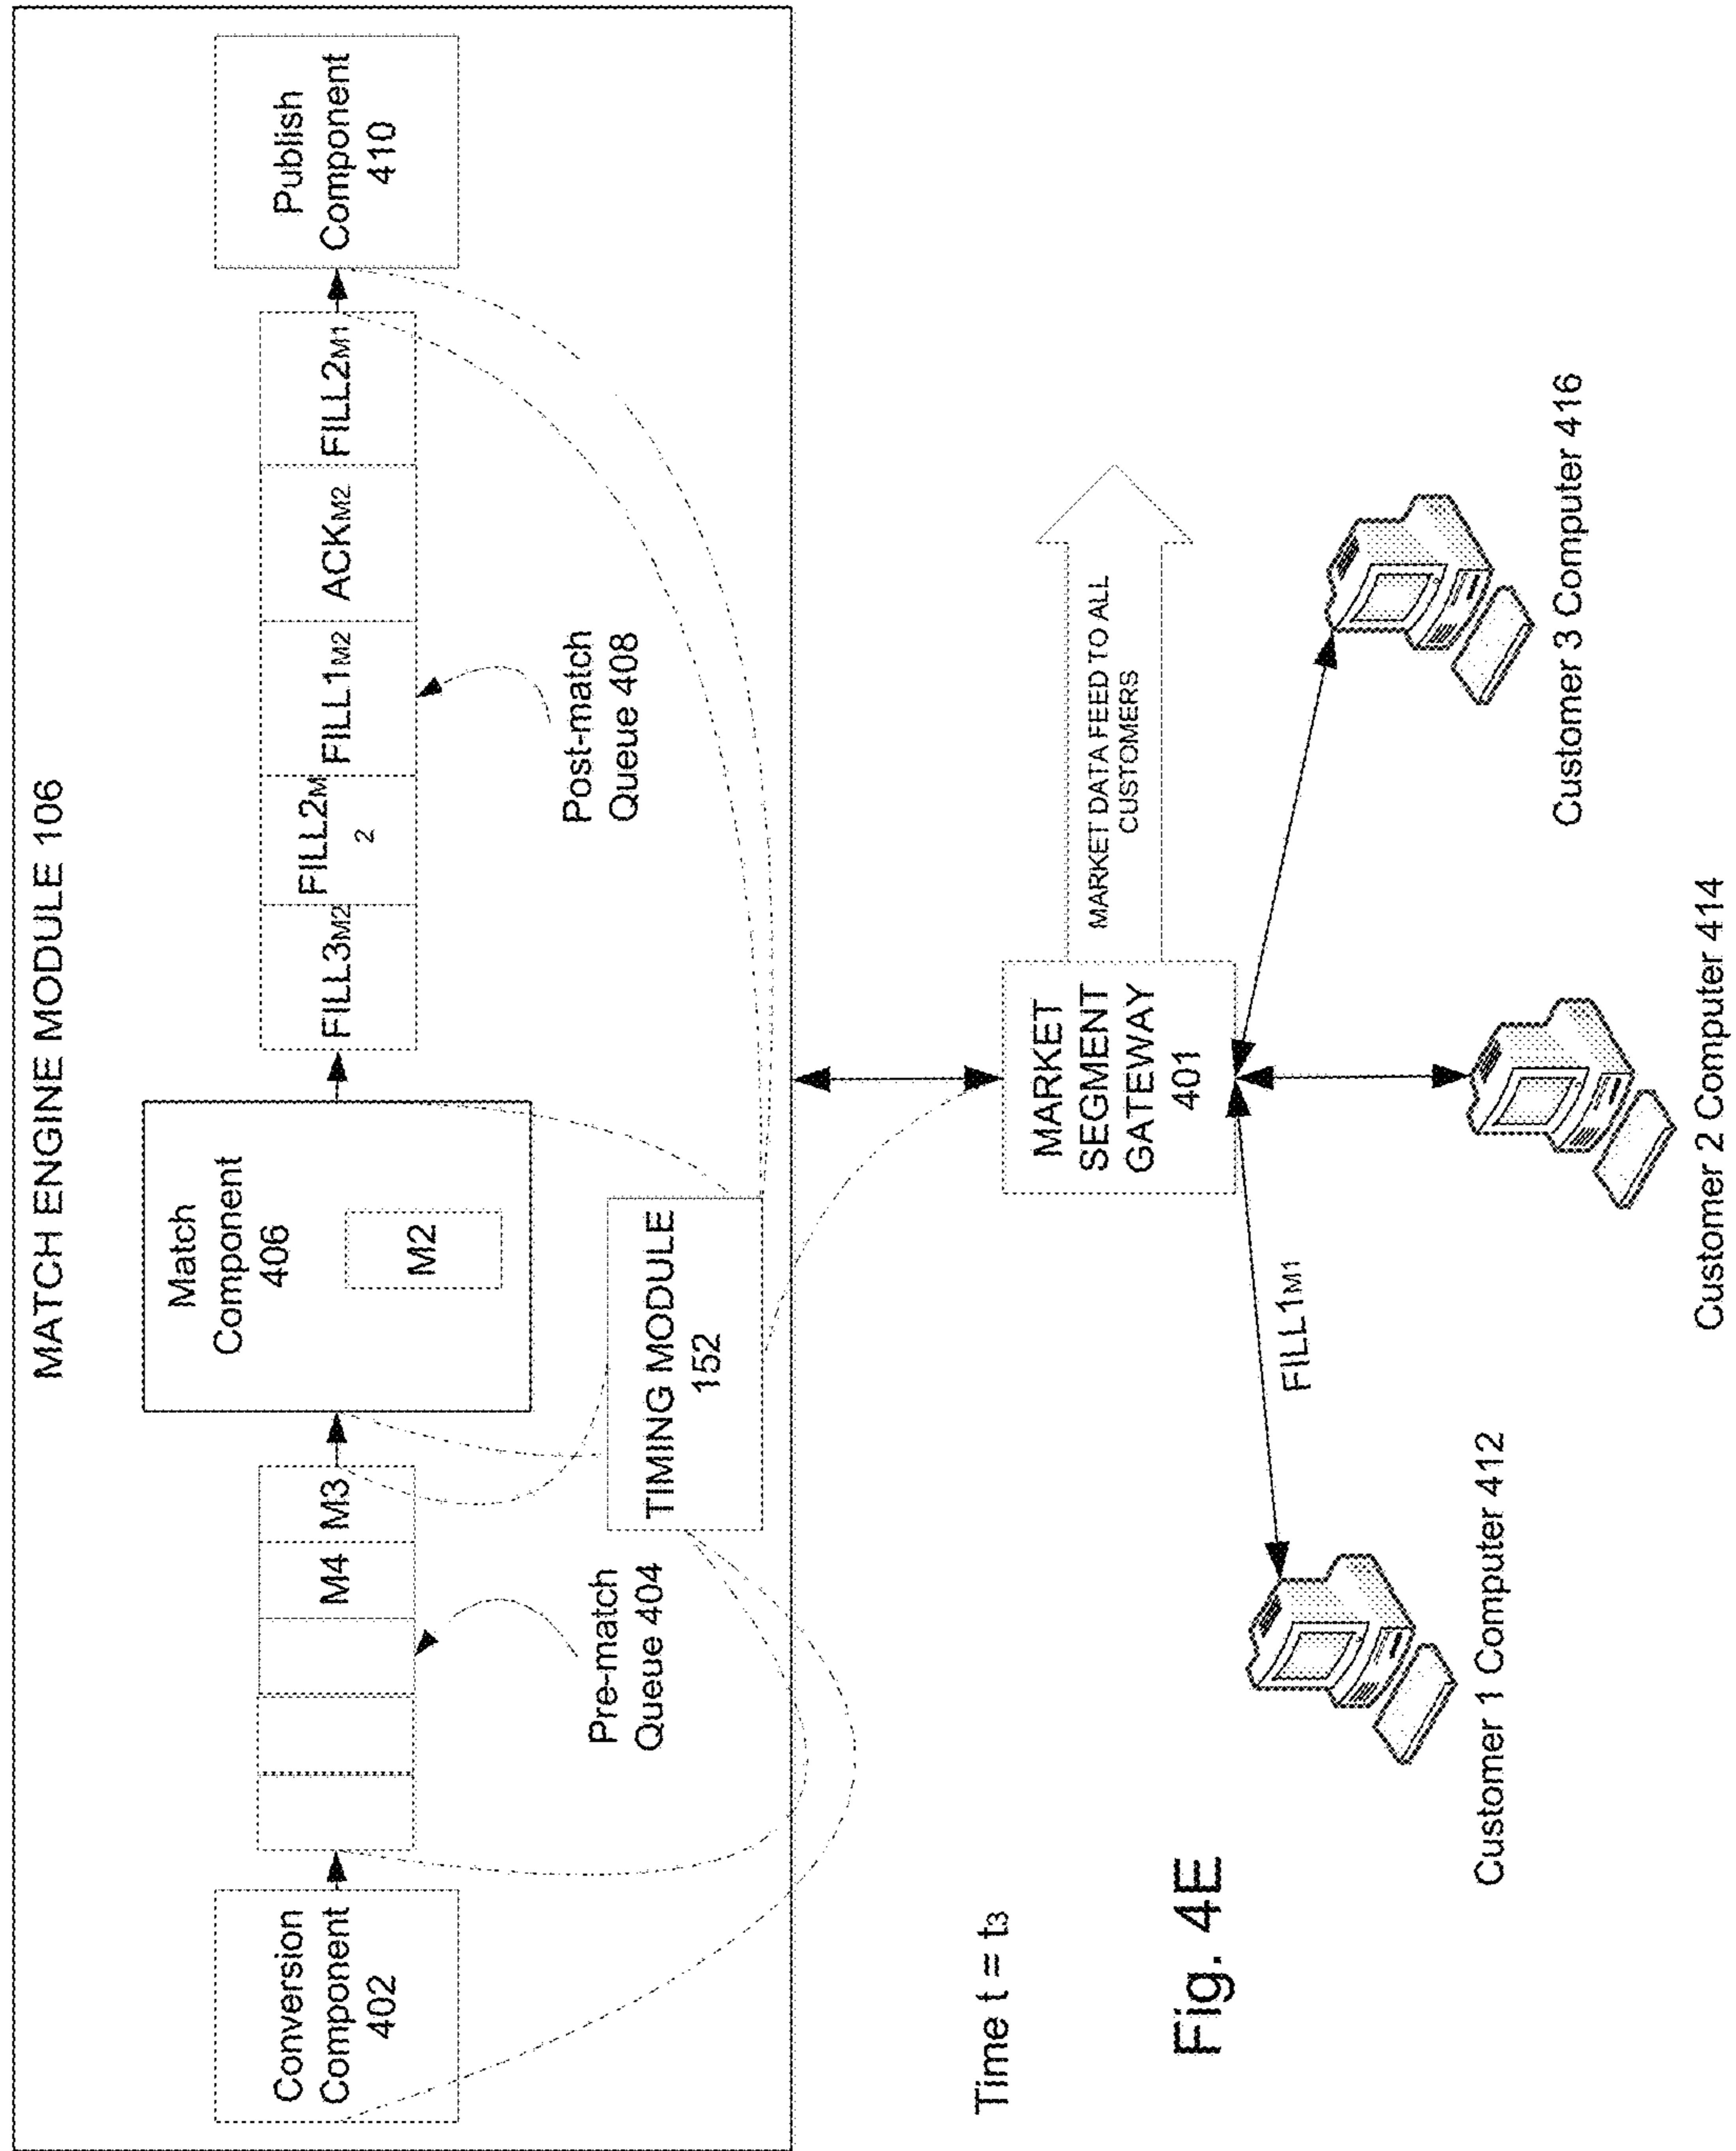 MATCH ENGINE MODULE 106
Conversion
Component
402
M4
M3
Pre-match
Queue 404
Match
Component
406
M2
TIMING MODULE
152
FILL3M2
FILL2M
2
FILL1M2
ACKM2
FILL2M1
Post-match
Queue 408
Publish
Component
410
Time t = t3
MARKET
SEGMENT
GATEWAY
401
MARKET DATA FEED TO ALL
CUSTOMERS
FILL1M1
Customer 1 Computer 412
Customer 2 Computer 414
Customer 3 Computer 416
Fig. 4E